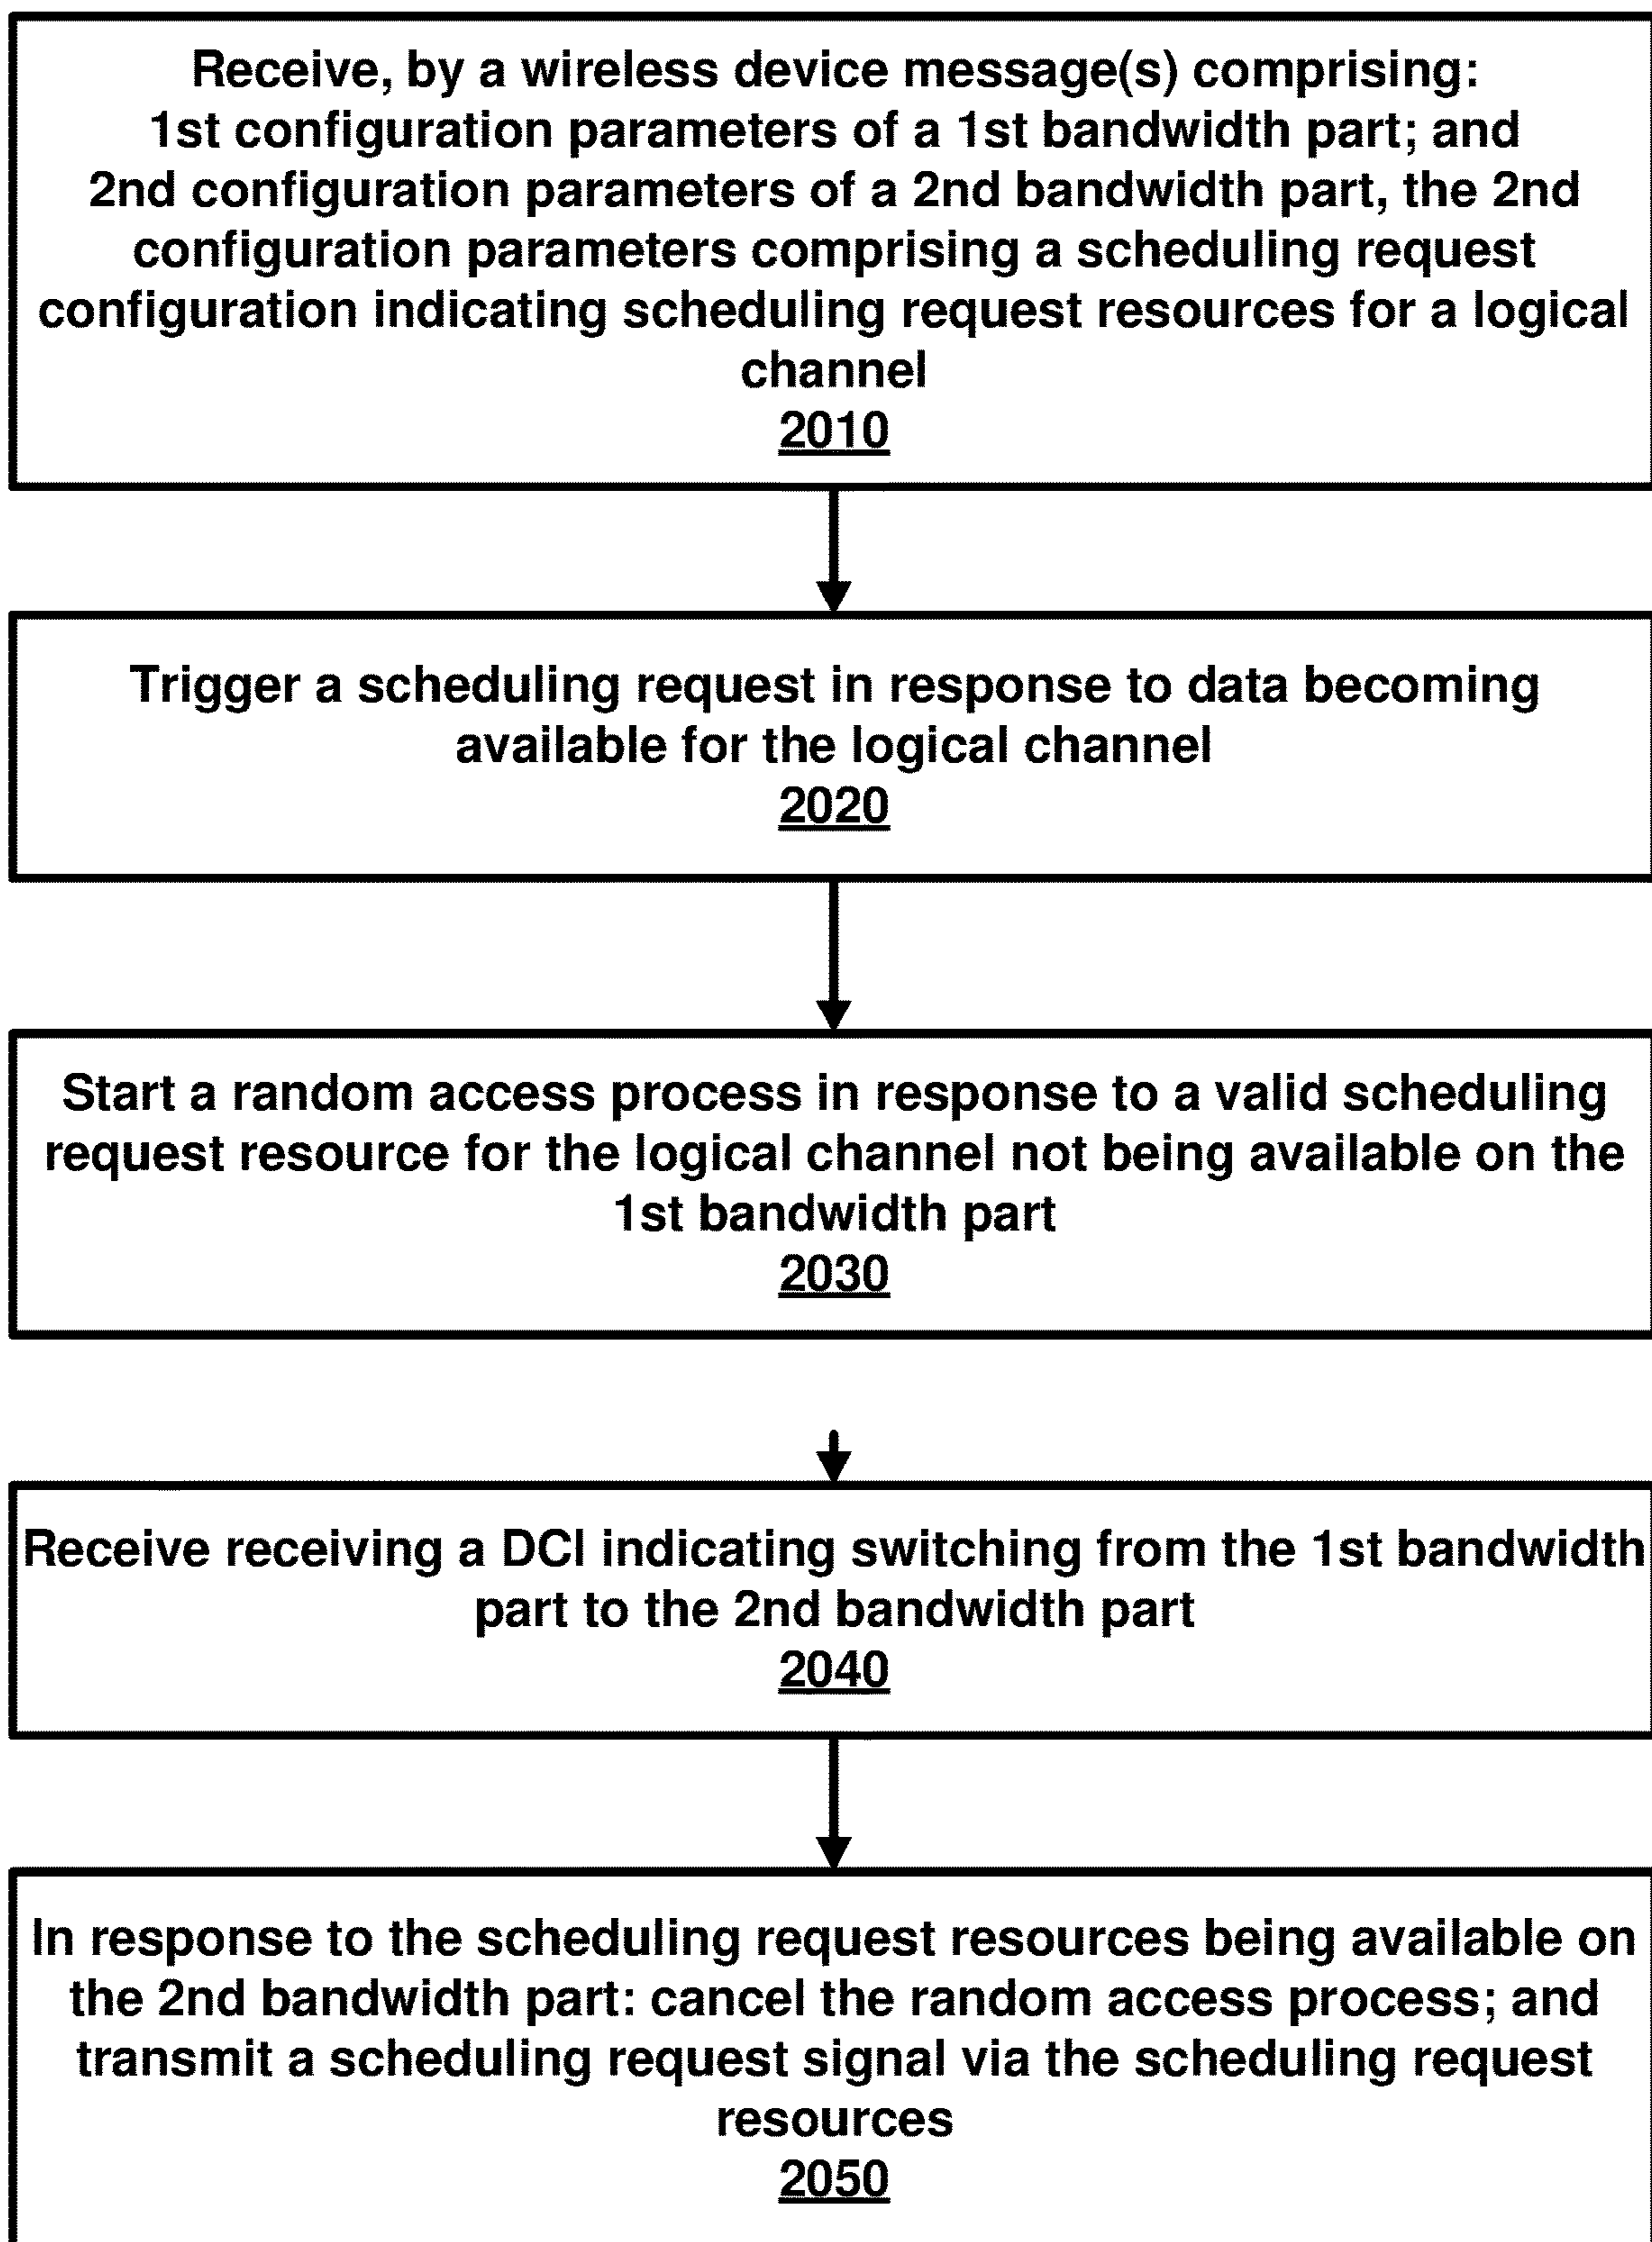 Receive, by a wireless device message(s) comprising:
1st configuration parameters of a 1st bandwidth part; and
2nd configuration parameters of a 2nd bandwidth part, the 2nd
configuration parameters comprising a scheduling request
configuration indicating scheduling request resources for a logical
channel
2010
Trigger a scheduling request in response to data becoming
available for the logical channel
2020
Start a random access process in response to a valid scheduling
request resource for the logical channel not being available on the
1st bandwidth part
2030
Receive receiving a DCI indicating switching from the 1st bandwidth
part to the 2nd bandwidth part
2040
In response to the scheduling request resources being available on
the 2nd bandwidth part: cancel the random access process; and
transmit a scheduling request signal via the scheduling request
resources
2050